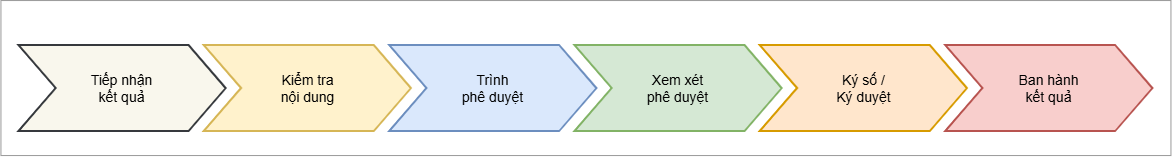 Tiếp nhận
kết quả
Kiểm tra
nội dung
Trình
phê duyệt
Xem xét
phê duyệt
Ký số /
Ký duyệt
Ban hành
kết quả